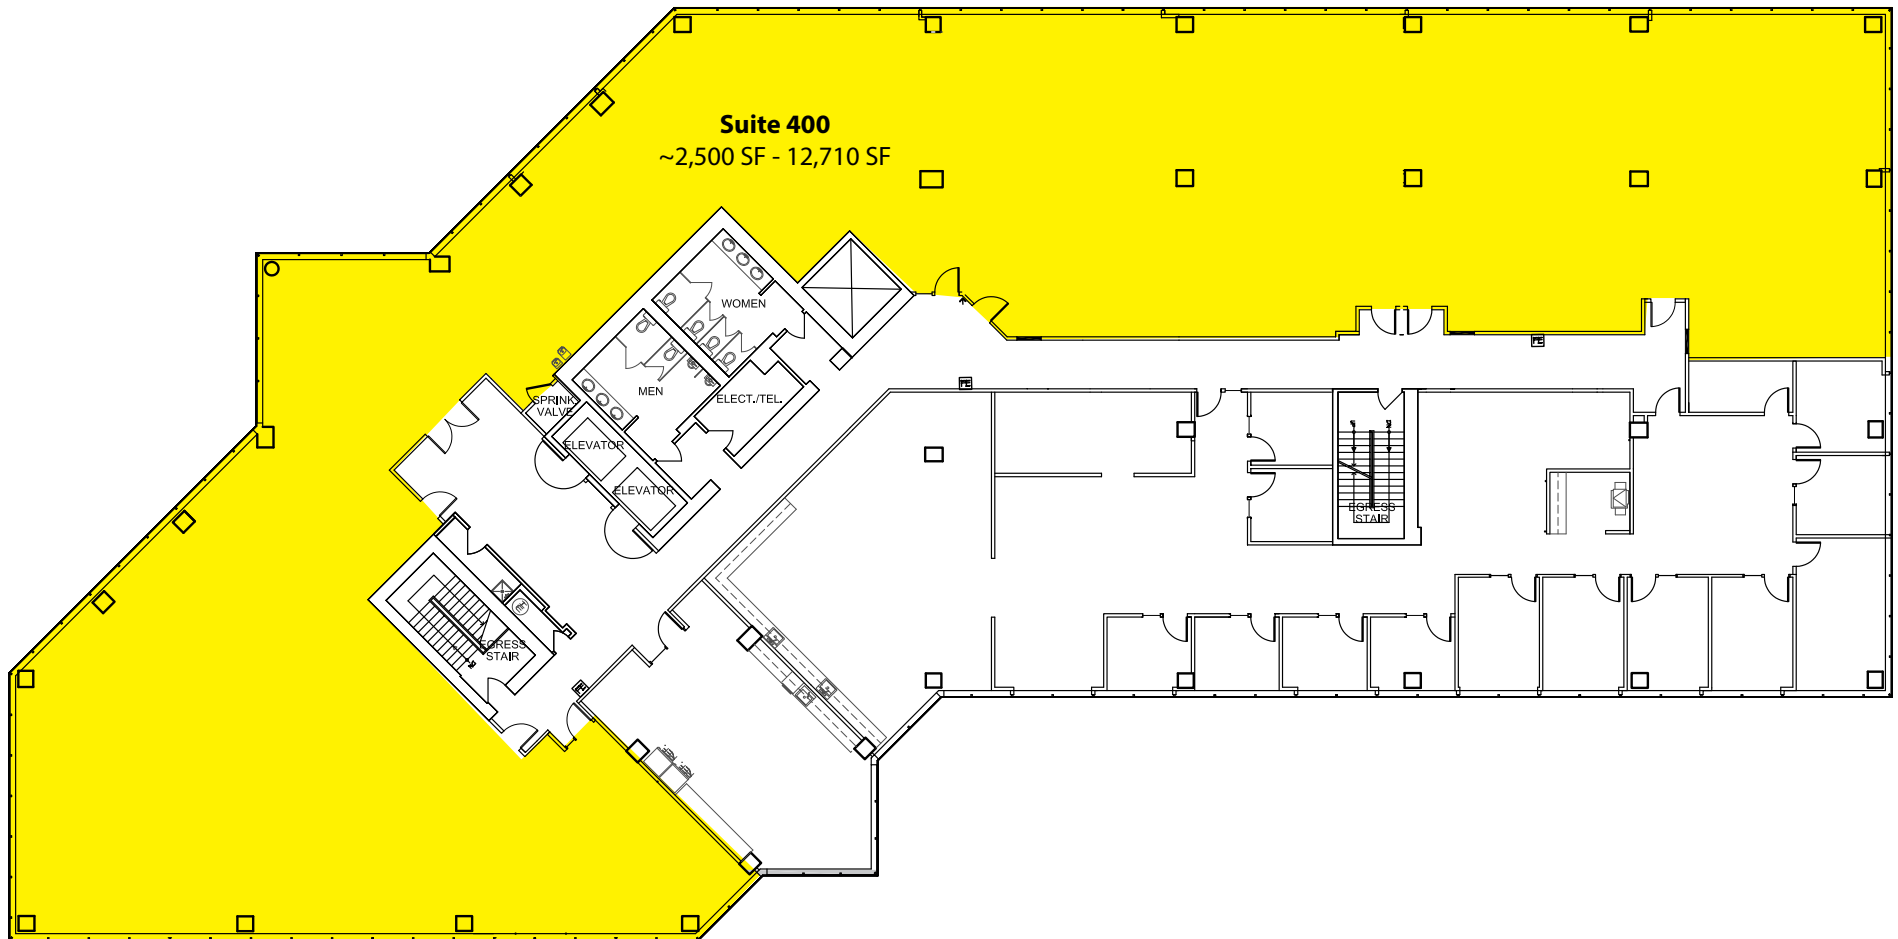 Suite 400
~2,500 SF - 12,710 SF
WOMEN
MEN
ELECT./TEL.
SPRINK.
VALVE
ELEVATOR
ELEVATOR
FE
FE
EGRESS
STAIR
EGRESS
STAIR
FE